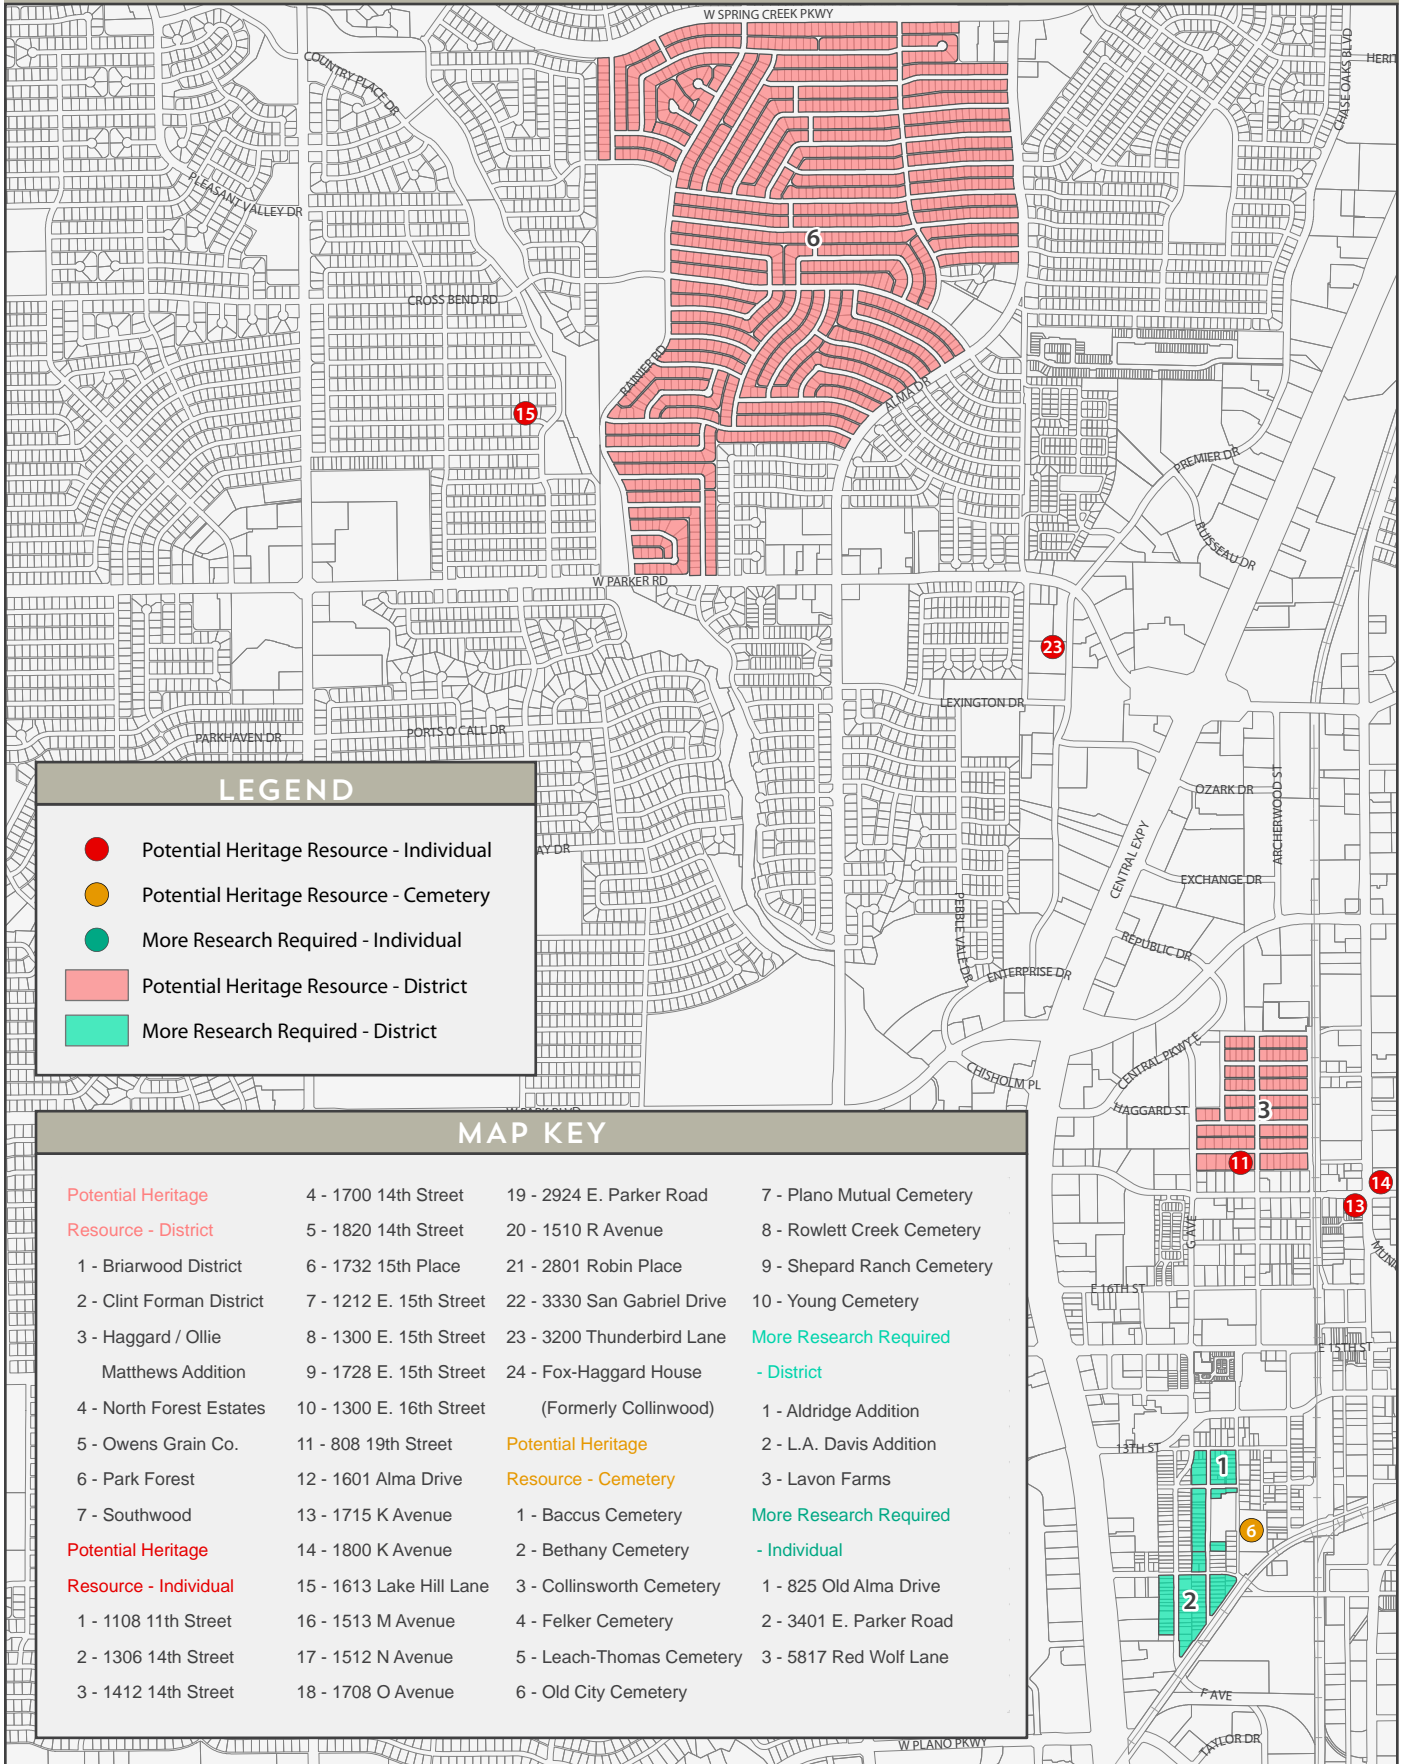 W SPRING CREEK PKWY
CHASE OAKS BLVD
HERIT
COUNTRY PLACE DR
PLEASANT VALLEY DR
6
CROSS BEND RD
RAINIER RD
ALMA DR
15
PREMIER DR
RUISSEAU DR
W PARKER RD
23
LEXINGTON DR
PARKHAVEN DR
PORTS O CALL DR
OZARK DR
ARCHERWOOD ST
CENTRAL EXPY
EXCHANGE DR
AY DR
PEBBLE VALE DR
REPUBLIC DR
ENTERPRISE DR
CENTRAL PKWY E
CHISHOLM PL
HAGGARD ST
3
11
14
13
G AVE
MUNI
E 16TH ST
E 15TH ST
13TH ST
1
6
2
F AVE
TAYLOR DR
W PLANO PKWY
W PARK BLVD
LEGEND
Potential Heritage Resource - Individual
Potential Heritage Resource - Cemetery
More Research Required - Individual
Potential Heritage Resource - District
More Research Required - District
MAP KEY
Potential Heritage
Resource - District
1 - Briarwood District
2 - Clint Forman District
3 - Haggard / Ollie
Matthews Addition
4 - North Forest Estates
5 - Owens Grain Co.
6 - Park Forest
7 - Southwood
Potential Heritage
Resource - Individual
1 - 1108 11th Street
2 - 1306 14th Street
3 - 1412 14th Street
4 - 1700 14th Street
5 - 1820 14th Street
6 - 1732 15th Place
7 - 1212 E. 15th Street
8 - 1300 E. 15th Street
9 - 1728 E. 15th Street
10 - 1300 E. 16th Street
11 - 808 19th Street
12 - 1601 Alma Drive
13 - 1715 K Avenue
14 - 1800 K Avenue
15 - 1613 Lake Hill Lane
16 - 1513 M Avenue
17 - 1512 N Avenue
18 - 1708 O Avenue
19 - 2924 E. Parker Road
20 - 1510 R Avenue
21 - 2801 Robin Place
22 - 3330 San Gabriel Drive
23 - 3200 Thunderbird Lane
24 - Fox-Haggard House
(Formerly Collinwood)
Potential Heritage
Resource - Cemetery
1 - Baccus Cemetery
2 - Bethany Cemetery
3 - Collinsworth Cemetery
4 - Felker Cemetery
5 - Leach-Thomas Cemetery
6 - Old City Cemetery
7 - Plano Mutual Cemetery
8 - Rowlett Creek Cemetery
9 - Shepard Ranch Cemetery
10 - Young Cemetery
More Research Required
- District
1 - Aldridge Addition
2 - L.A. Davis Addition
3 - Lavon Farms
More Research Required
- Individual
1 - 825 Old Alma Drive
2 - 3401 E. Parker Road
3 - 5817 Red Wolf Lane